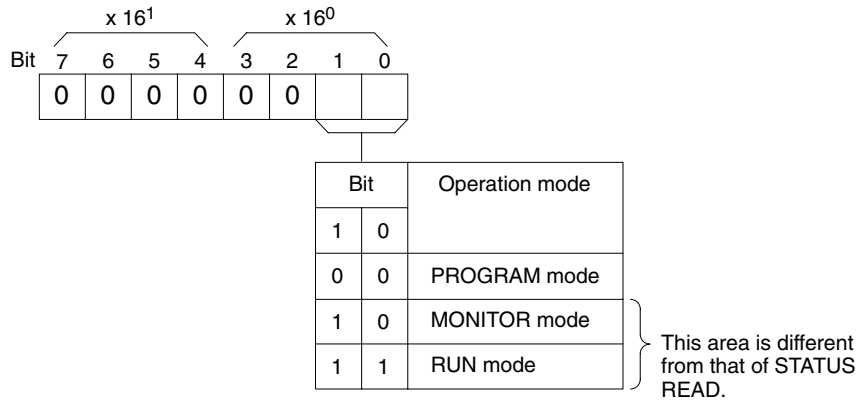 x 16¹ x 16⁰
Bit 7 6 5 4 3 2 1 0
0 0 0 0 0 0
Bit Operation mode
1 0
0 0 PROGRAM mode
1 0 MONITOR mode
1 1 RUN mode
This area is different
from that of STATUS
READ.